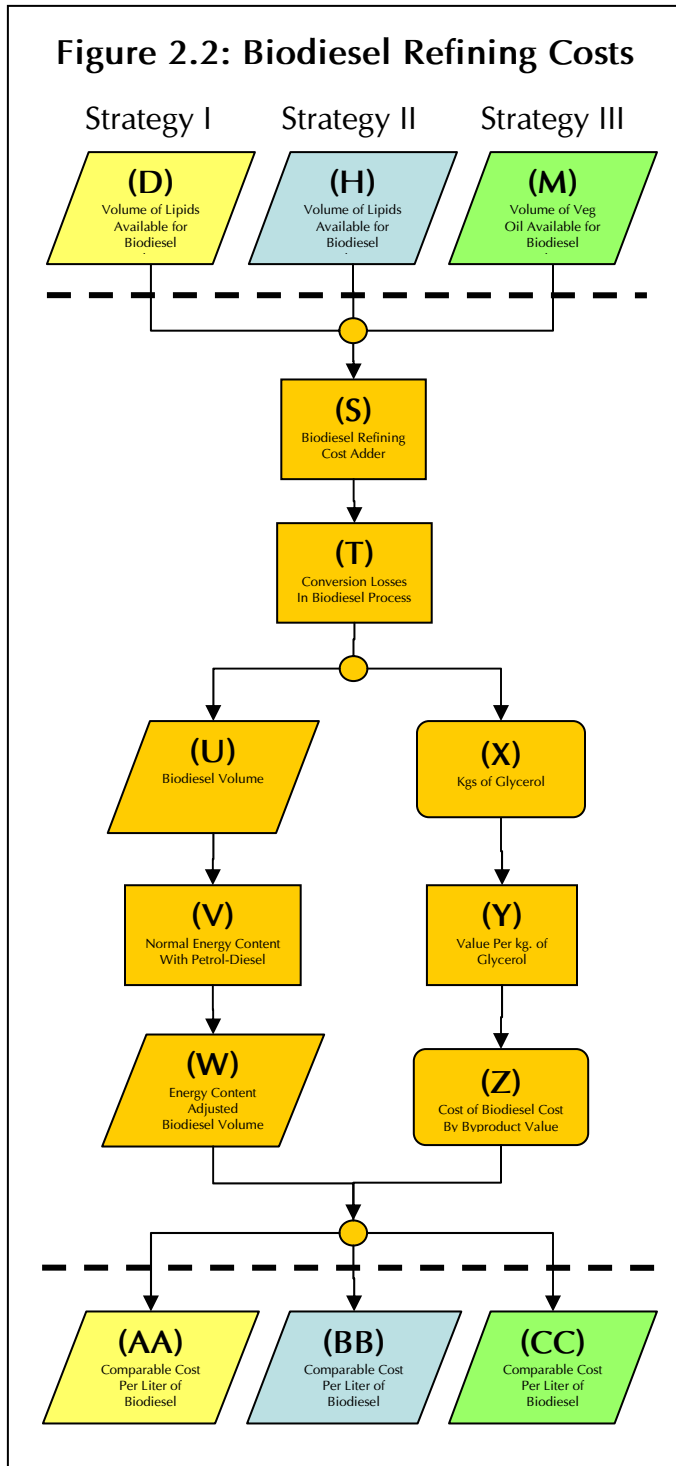 Figure 2.2: Biodiesel Refining Costs
Strategy I
Strategy II
Strategy III
(D)
Volume of Lipids
Available for
Biodiesel
(H)
Volume of Lipids
Available for
Biodiesel
(M)
Volume of Veg
Oil Available for
Biodiesel
(S)
Biodiesel Refining
Cost Adder
(T)
Conversion Losses
In Biodiesel Process
(U)
Biodiesel Volume
(X)
Kgs of Glycerol
(V)
Normal Energy Content
With Petrol-Diesel
(Y)
Value Per kg. of
Glycerol
(W)
Energy Content
Adjusted
Biodiesel Volume
(Z)
Cost of Biodiesel Cost
By Byproduct Value
(AA)
Comparable Cost
Per Liter of
Biodiesel
(BB)
Comparable Cost
Per Liter of
Biodiesel
(CC)
Comparable Cost
Per Liter of
Biodiesel